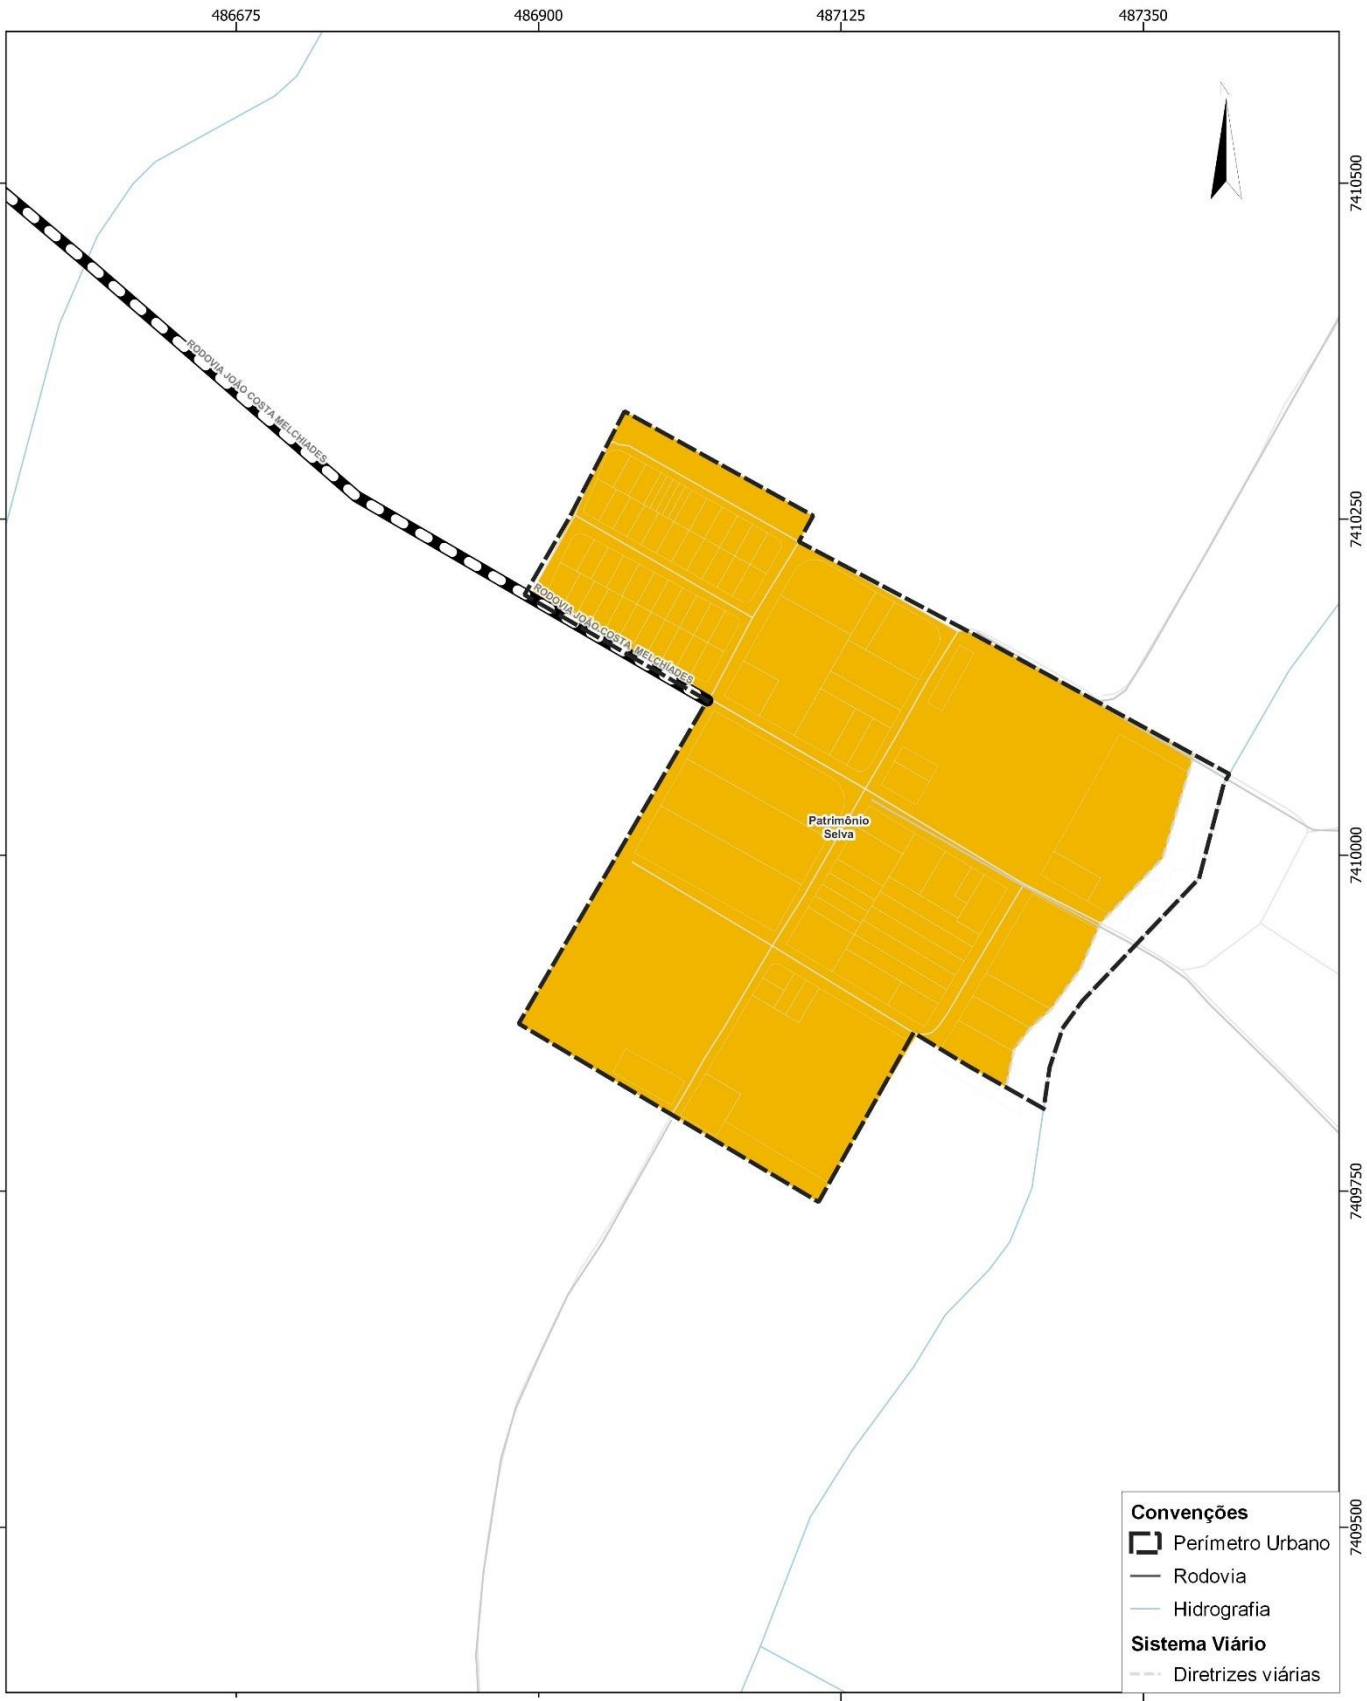 486675
486900
487125
487350
N
7410500
RODOVIA JOÃO COSTA MELCHIADES
7410250
RODOVIA JOÃO COSTA MELCHIADES
Patrimônio
Selva
7410000
7409750
7409500
Convenções
Perímetro Urbano
Rodovia
Hidrografia
Sistema Viário
Diretrizes viárias